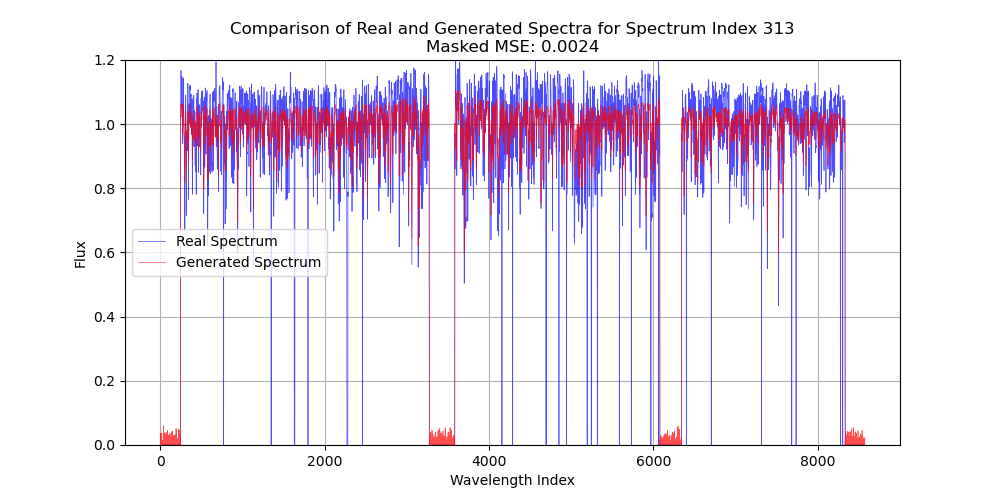 Comparison of Real and Generated Spectra for Spectrum Index 313
Masked MSE: 0.0024
1.2
1.0
0.8
0.6
0.4
0.2
0.0
Flux
Real Spectrum
Generated Spectrum
0 2000 4000 6000 8000
Wavelength Index